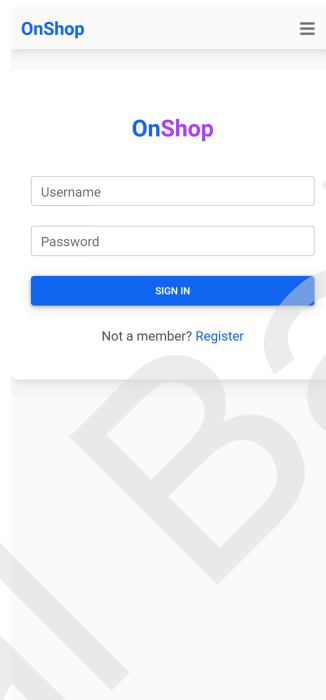 OnShop
OnShop
Username
Password
SIGN IN
Not a member? Register